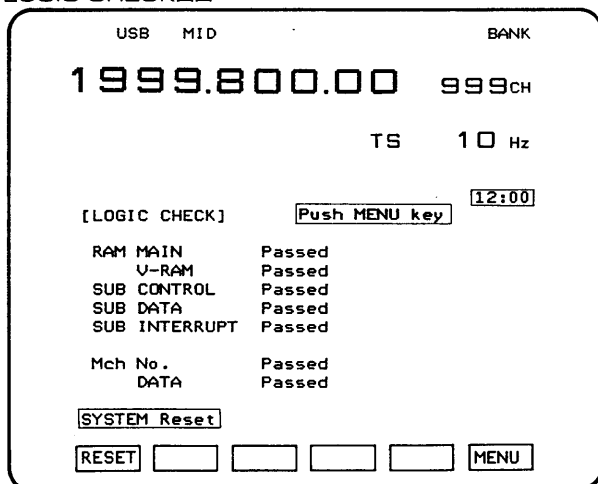 USB MID BANK
1999.800.00 999CH
TS 10 Hz
12:00
[LOGIC CHECK] Push MENU key
RAM MAIN Passed
V-RAM Passed
SUB CONTROL Passed
SUB DATA Passed
SUB INTERRUPT Passed
Mch No. Passed
DATA Passed
SYSTEM Reset
RESET MENU